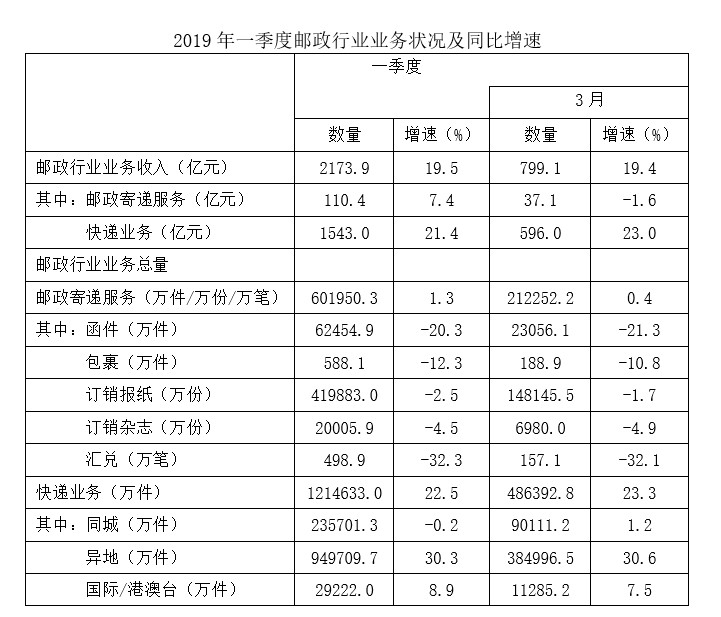 2019 年一季度邮政行业业务状况及同比增速
一季度
3 月
数量 增速（%） 数量 增速（%）
邮政行业业务收入（亿元） 2173.9 19.5 799.1 19.4
其中：邮政寄递服务（亿元） 110.4 7.4 37.1 -1.6
快递业务（亿元） 1543.0 21.4 596.0 23.0
邮政行业业务总量
邮政寄递服务（万件/万份/万笔） 601950.3 1.3 212252.2 0.4
其中：函件（万件） 62454.9 -20.3 23056.1 -21.3
包裹（万件） 588.1 -12.3 188.9 -10.8
订销报纸（万份） 419883.0 -2.5 148145.5 -1.7
订销杂志（万份） 20005.9 -4.5 6980.0 -4.9
汇兑（万笔） 498.9 -32.3 157.1 -32.1
快递业务（万件） 1214633.0 22.5 486392.8 23.3
其中：同城（万件） 235701.3 -0.2 90111.2 1.2
异地（万件） 949709.7 30.3 384996.5 30.6
国际/港澳台（万件） 29222.0 8.9 11285.2 7.5